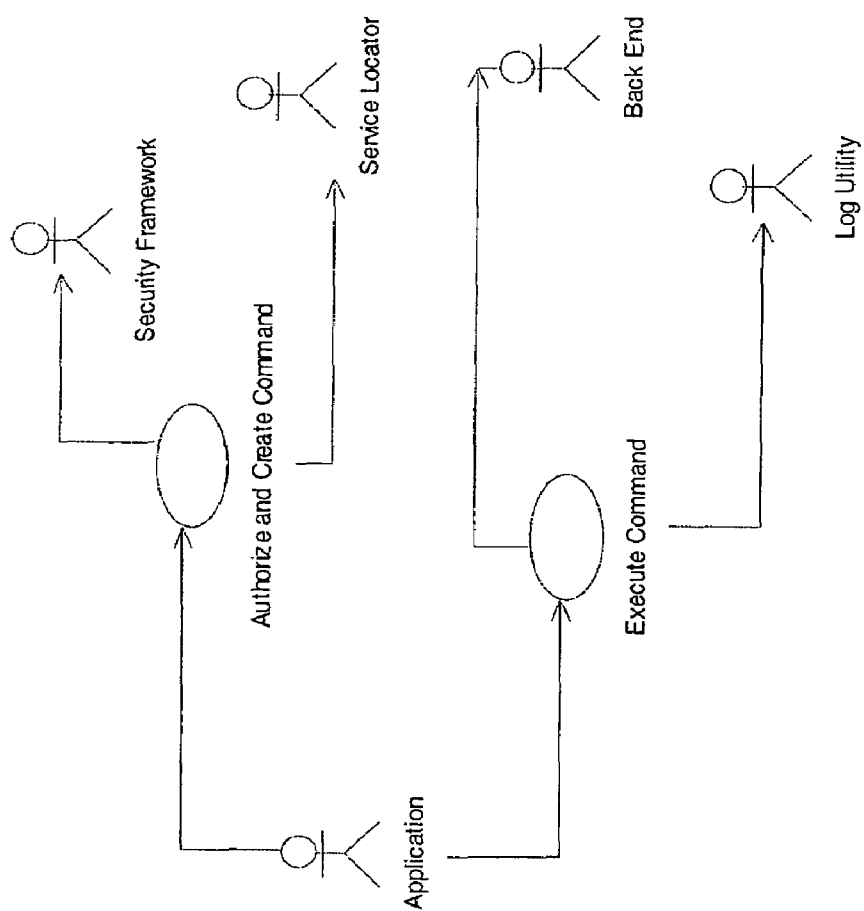 Security Framework
Service Locator
Authorize and Create Command
Application
Back End
Execute Command
Log Utility